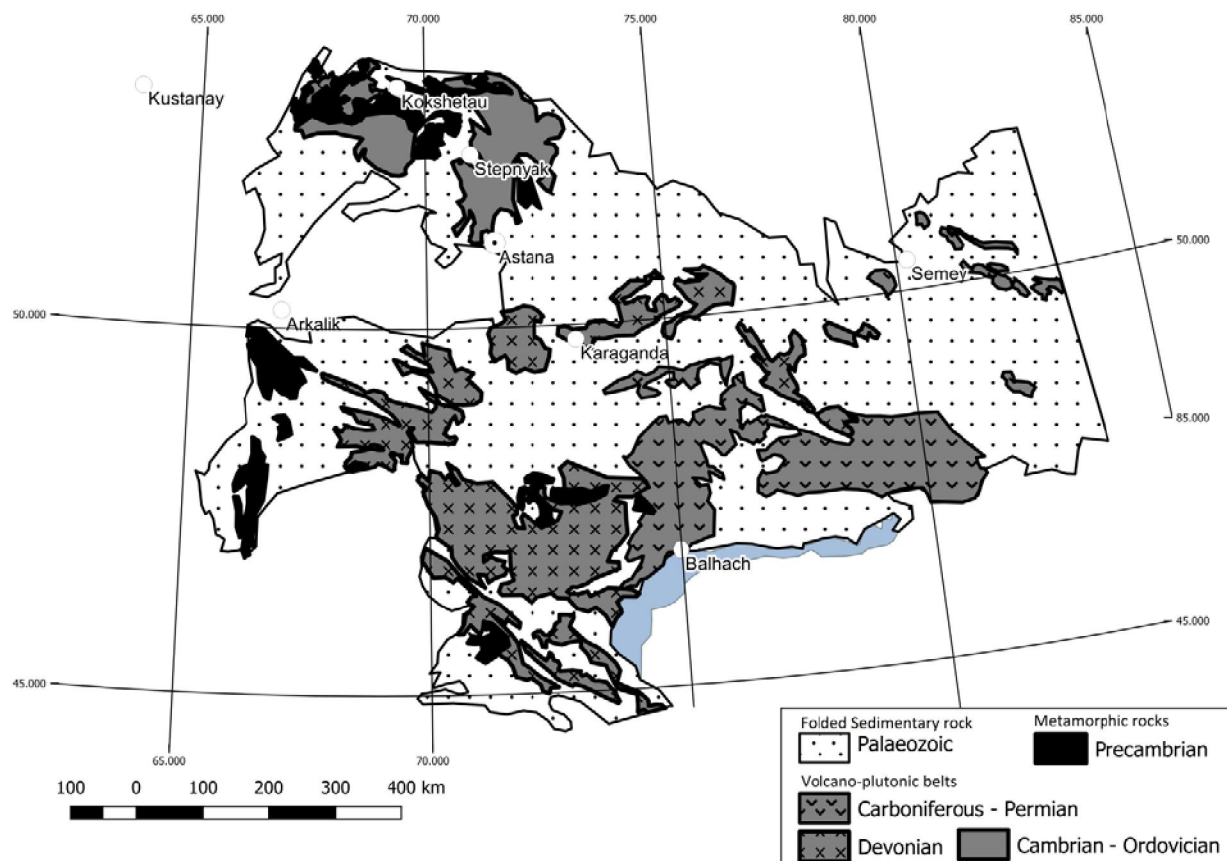 65.000 70.000 75.000 80.000 85.000
Kustanay
Kokshetau
Stepnyak
Astana
50.000
Semey
50.000
Arkalik
Karaganda
85.000
Balhach
45.000
45.000
65.000 70.000
100 0 100 200 300 400 km
Folded Sedimentary rock
Palaeozoic
Metamorphic rocks
Precambrian
Volcano-plutonic belts
Carboniferous - Permian
Devonian
Cambrian - Ordovician